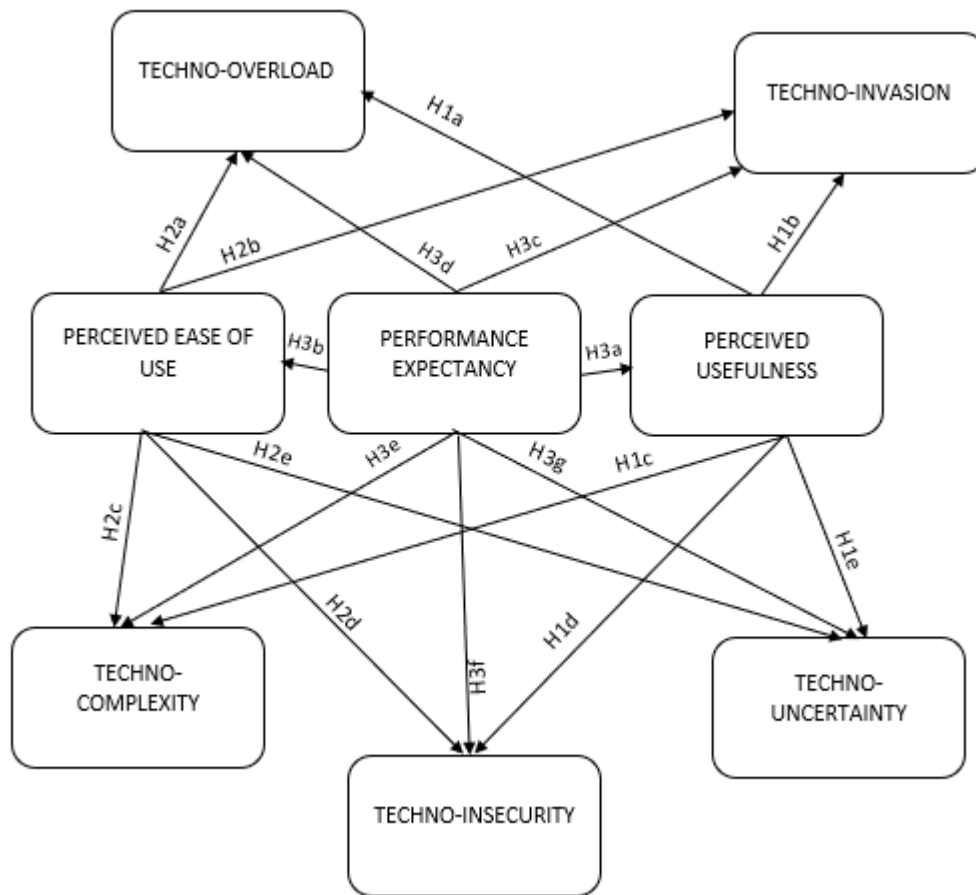 TECHNO-OVERLOAD
TECHNO-INVASION
H1a
H2a
H2b
H3d
H3c
H1b
PERCEIVED EASE OF
USE
H3b
PERFORMANCE
EXPECTANCY
H3a
PERCEIVED
USEFULNESS
H2c
H2e
H3e
H3g
H1c
H1e
H2d
H3f
H1d
TECHNO-
COMPLEXITY
TECHNO-INSECURITY
TECHNO-
UNCERTAINTY